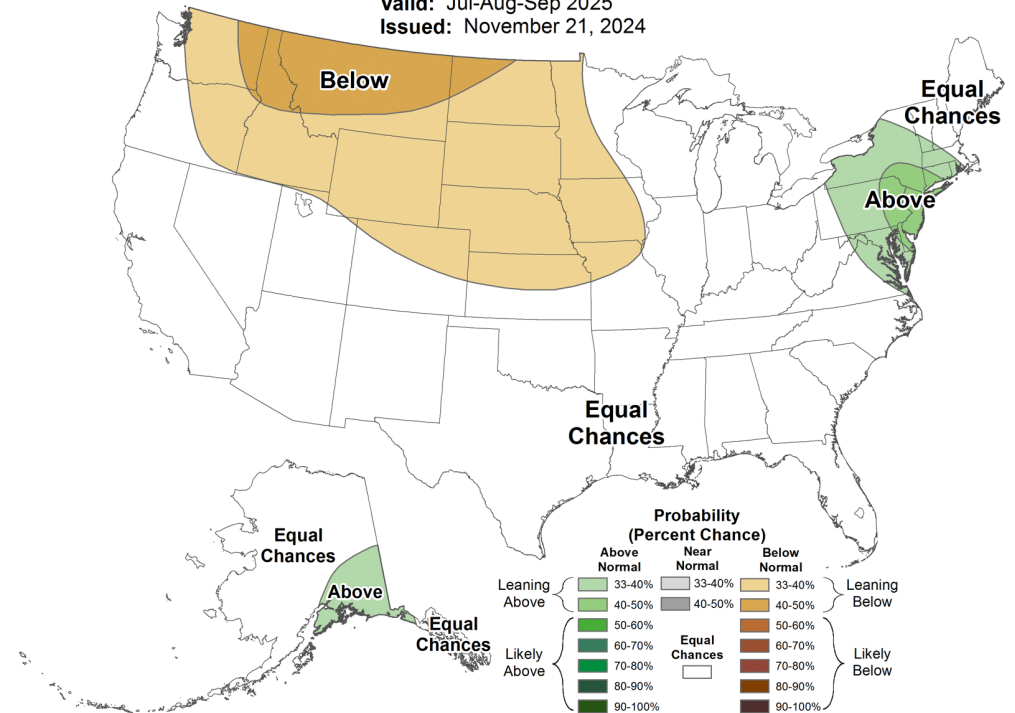 Valid: Jul-Aug-Sep 2025
Issued: November 21, 2024
Below
Equal
Chances
Above
Equal
Chances
Equal
Chances
Above
Equal
Chances
Probability
(Percent Chance)
Above
Normal
Near
Normal
Below
Normal
Leaning
Above
33-40%
33-40%
33-40%
Leaning
Below
40-50%
40-50%
40-50%
Likely
Above
50-60%
60-70%
70-80%
80-90%
90-100%
Equal
Chances
50-60%
60-70%
70-80%
80-90%
90-100%
Likely
Below